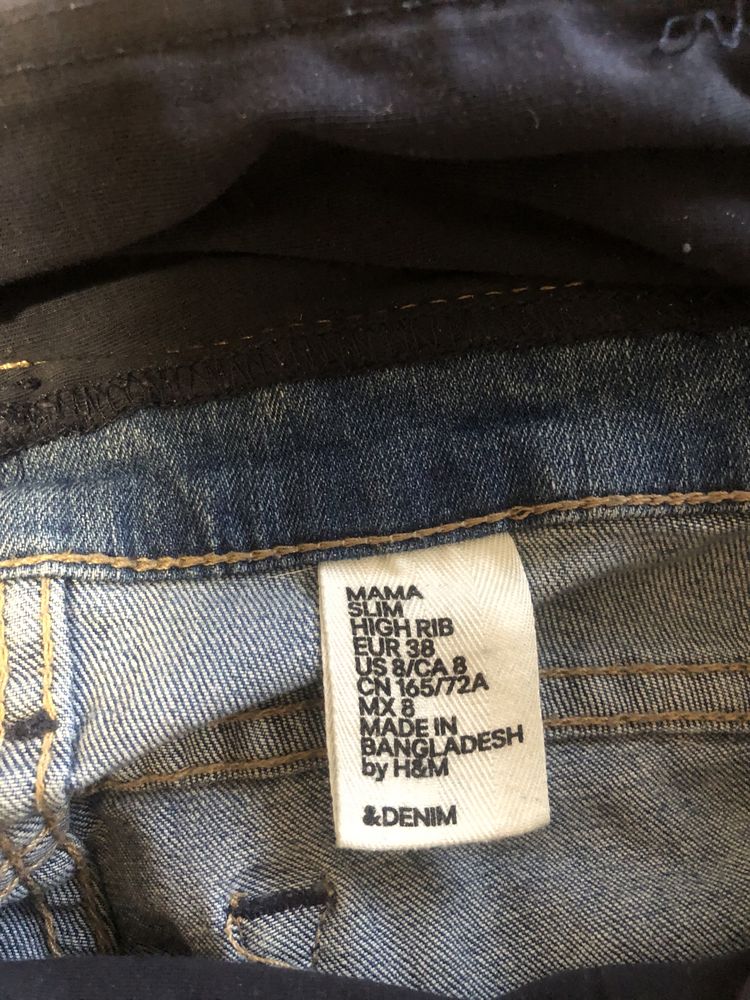 MAMA
SLIM
HIGH RIB
EUR 38
US 8/CA 8
CN 165/72A
MX 8
MADE IN
BANGLADESH
by H&M
&DENIM